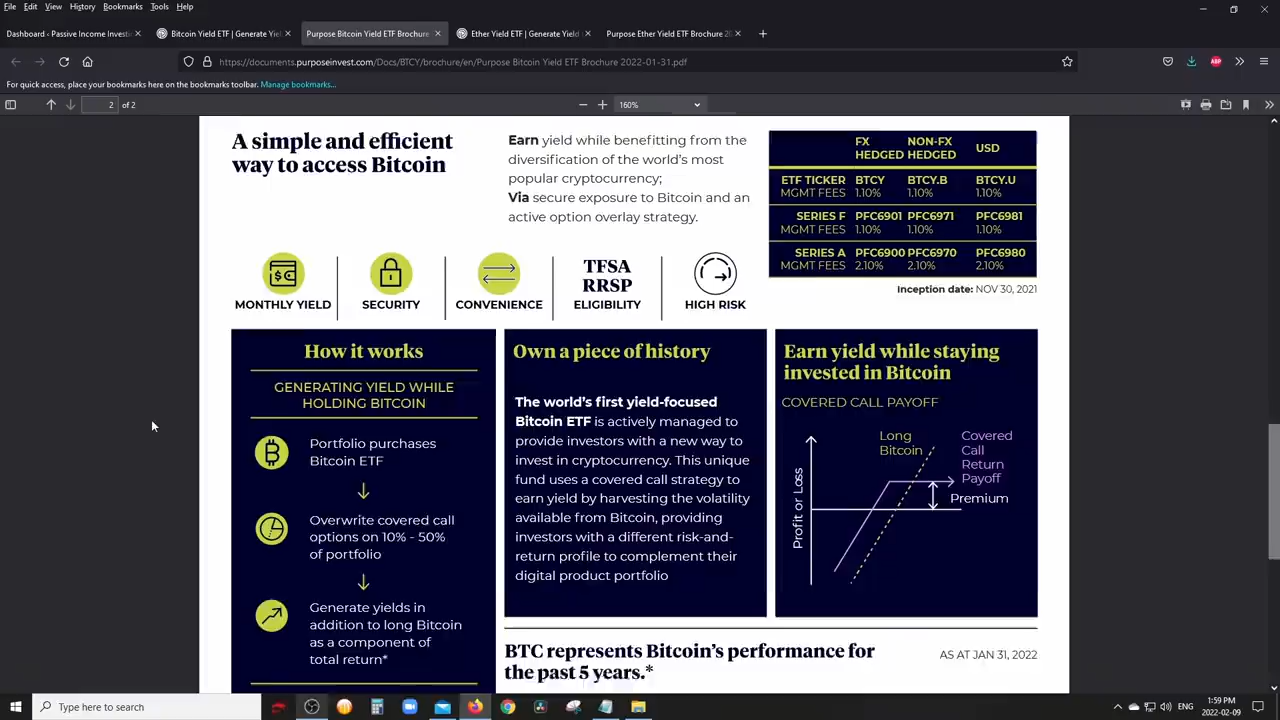 File Edit View History Bookmarks Tools Help
Dashboard ‹ Passive Income Investi
Bitcoin Yield ETF | Generate Yiel
Purpose Bitcoin Yield ETF Brochure
Ether Yield ETF | Generate Yield
Purpose Ether Yield ETF Brochure 20
https://documents.purposeinvest.com/Docs/BTCY/brochure/en/Purpose Bitcoin Yield ETF Brochure 2022-01-31.pdf
ABP
For quick access, place your bookmarks here on the bookmarks toolbar. Manage bookmarks...
2 of 2
160%
A simple and efficient
way to access Bitcoin
Earn yield while benefitting from the
diversification of the world's most
popular cryptocurrency;
Via secure exposure to Bitcoin and an
active option overlay strategy.
FX HEDGED NON-FX HEDGED USD
ETF TICKER BTCY BTCY.B BTCY.U
MGMT FEES 1.10% 1.10% 1.10%
SERIES F PFC6901 PFC6971 PFC6981
MGMT FEES 1.10% 1.10% 1.10%
SERIES A PFC6900 PFC6970 PFC6980
MGMT FEES 2.10% 2.10% 2.10%
Inception date: NOV 30, 2021
MONTHLY YIELD
SECURITY
CONVENIENCE
TFSA
RRSP
ELIGIBILITY
HIGH RISK
How it works
GENERATING YIELD WHILE
HOLDING BITCOIN
Portfolio purchases
Bitcoin ETF
Overwrite covered call
options on 10% - 50%
of portfolio
Generate yields in
addition to long Bitcoin
as a component of
total return*
Own a piece of history
The world's first yield-focused
Bitcoin ETF is actively managed to
provide investors with a new way to
invest in cryptocurrency. This unique
fund uses a covered call strategy to
earn yield by harvesting the volatility
available from Bitcoin, providing
investors with a different risk-and-
return profile to complement their
digital product portfolio
Earn yield while staying
invested in Bitcoin
COVERED CALL PAYOFF
Profit or Loss
Long
Bitcoin
Covered
Call
Return
Payoff
Premium
BTC represents Bitcoin's performance for
the past 5 years.*
AS AT JAN 31, 2022
Type here to search
ENG
1:59 PM
2022-02-09